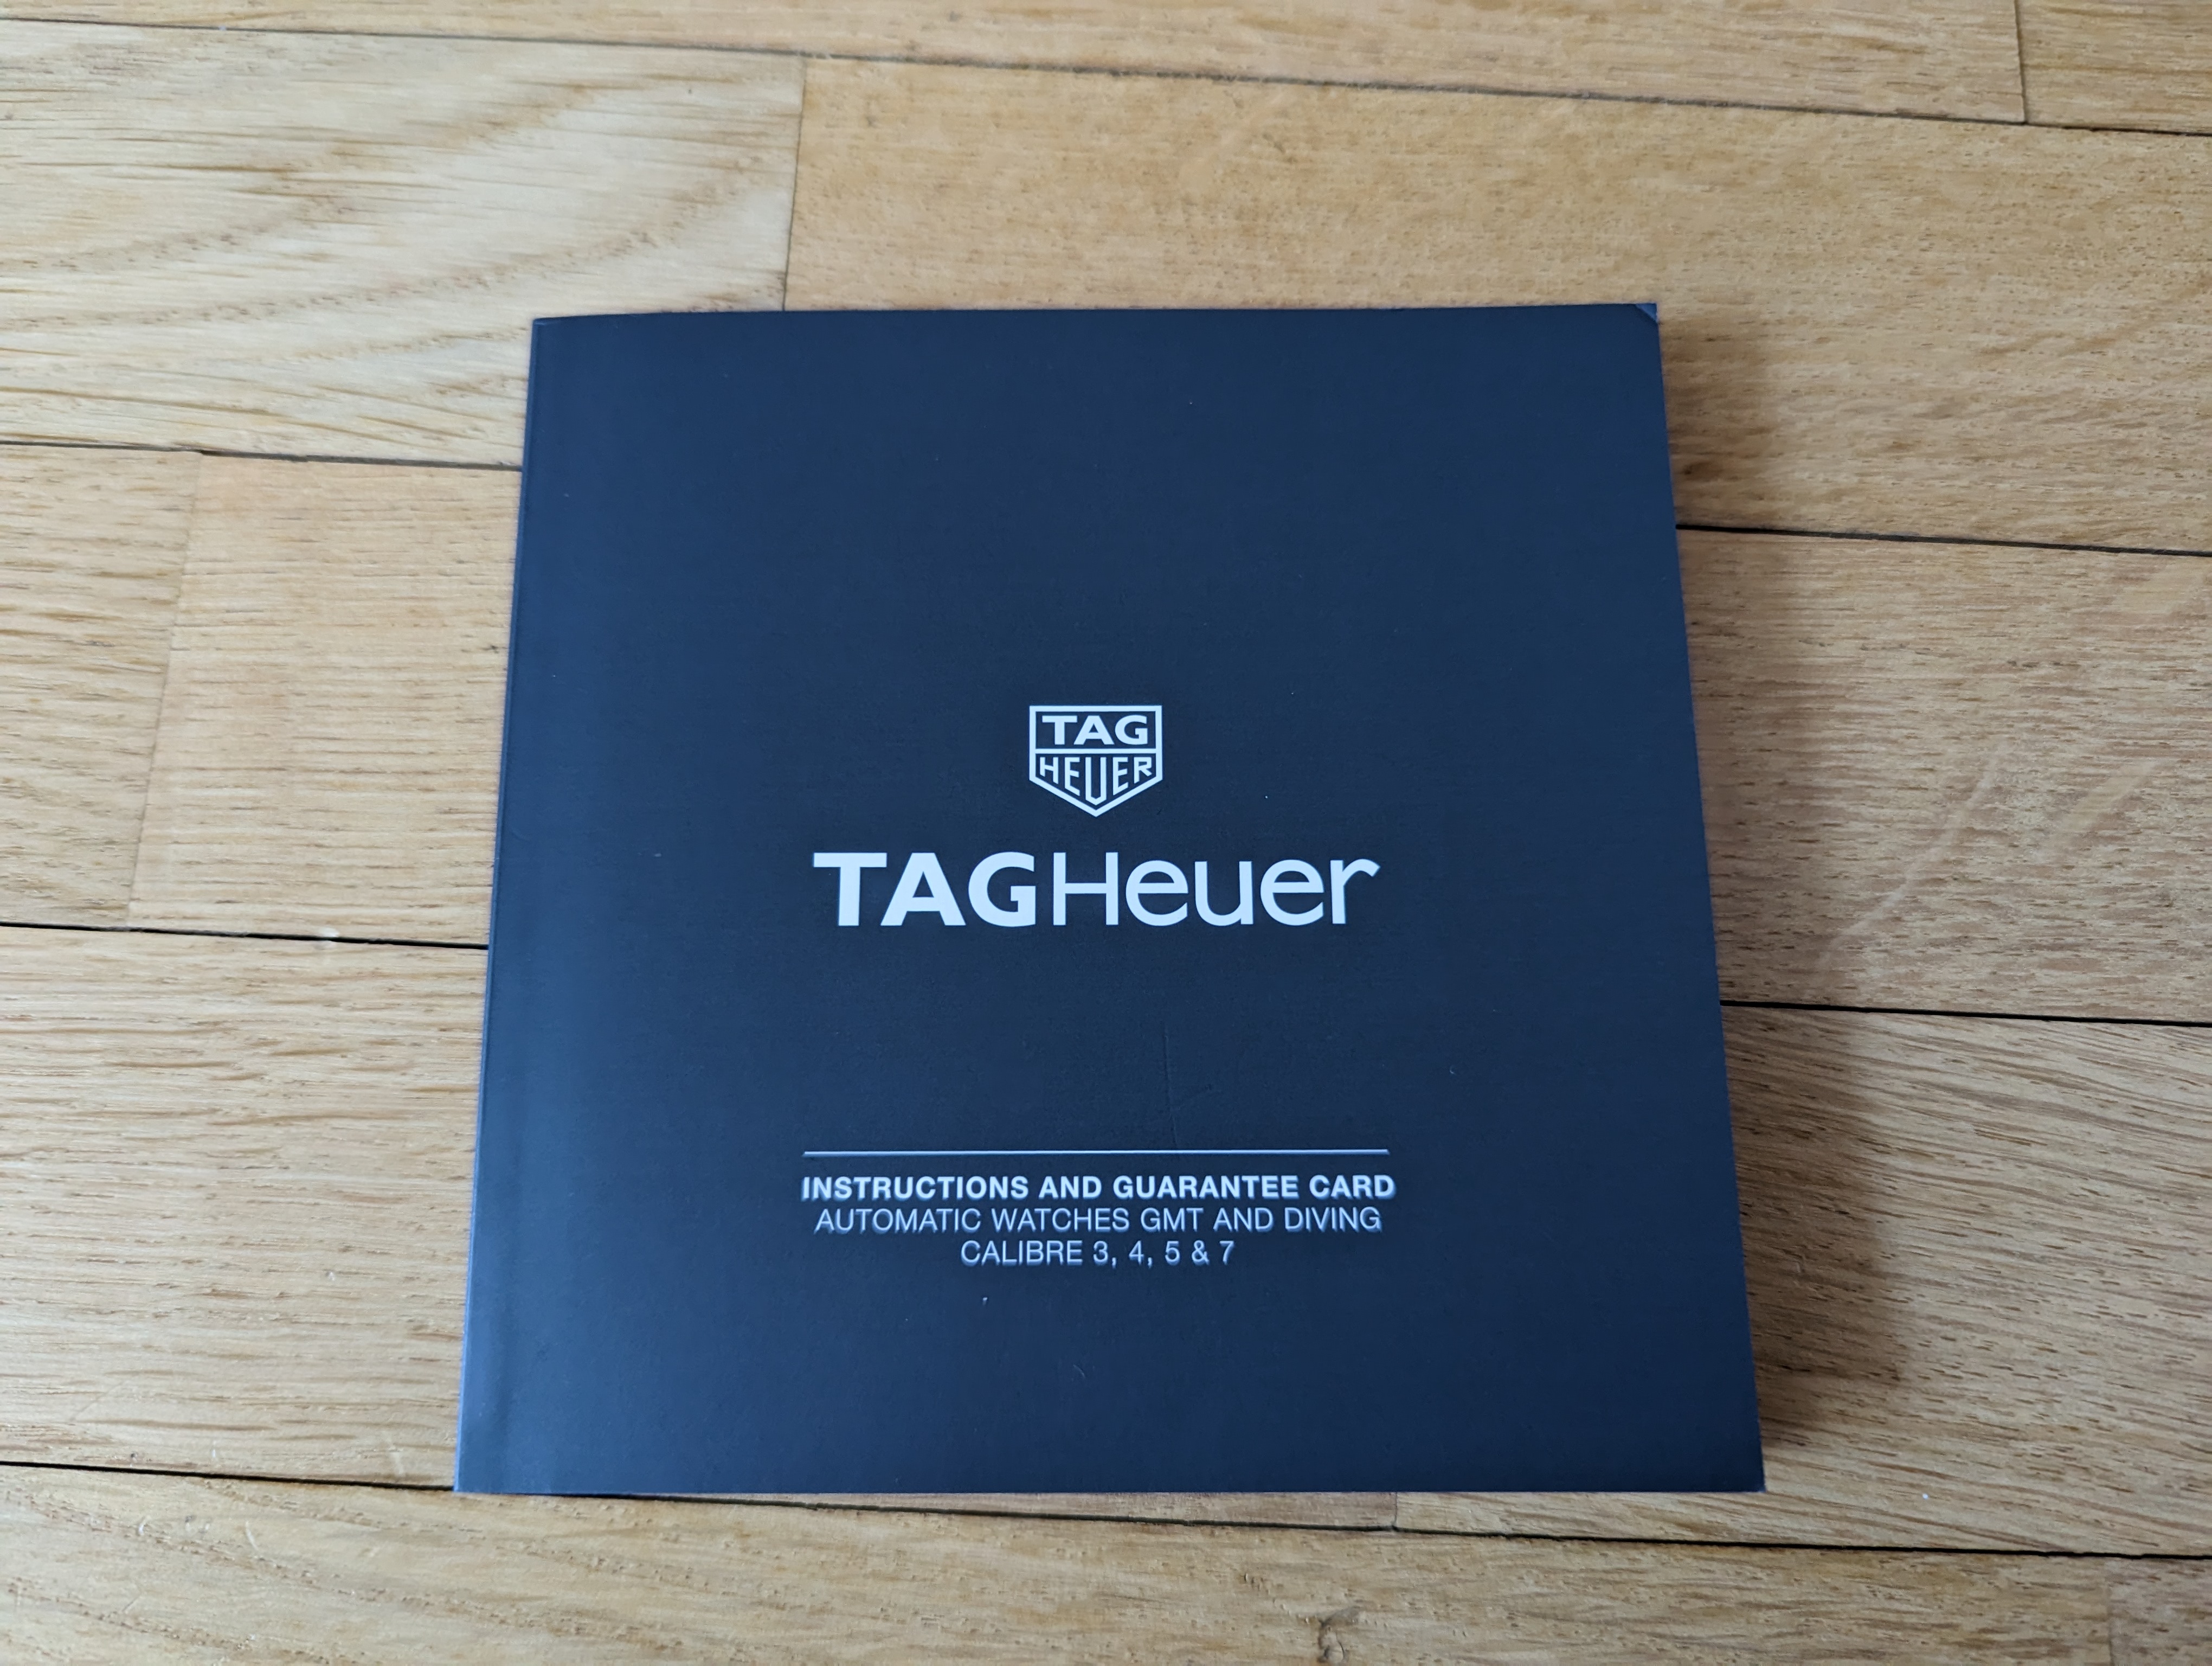 TAG
HEUER
TAGHeuer
INSTRUCTIONS AND GUARANTEE CARD
AUTOMATIC WATCHES GMT AND DIVING
CALIBRE 3, 4, 5 & 7